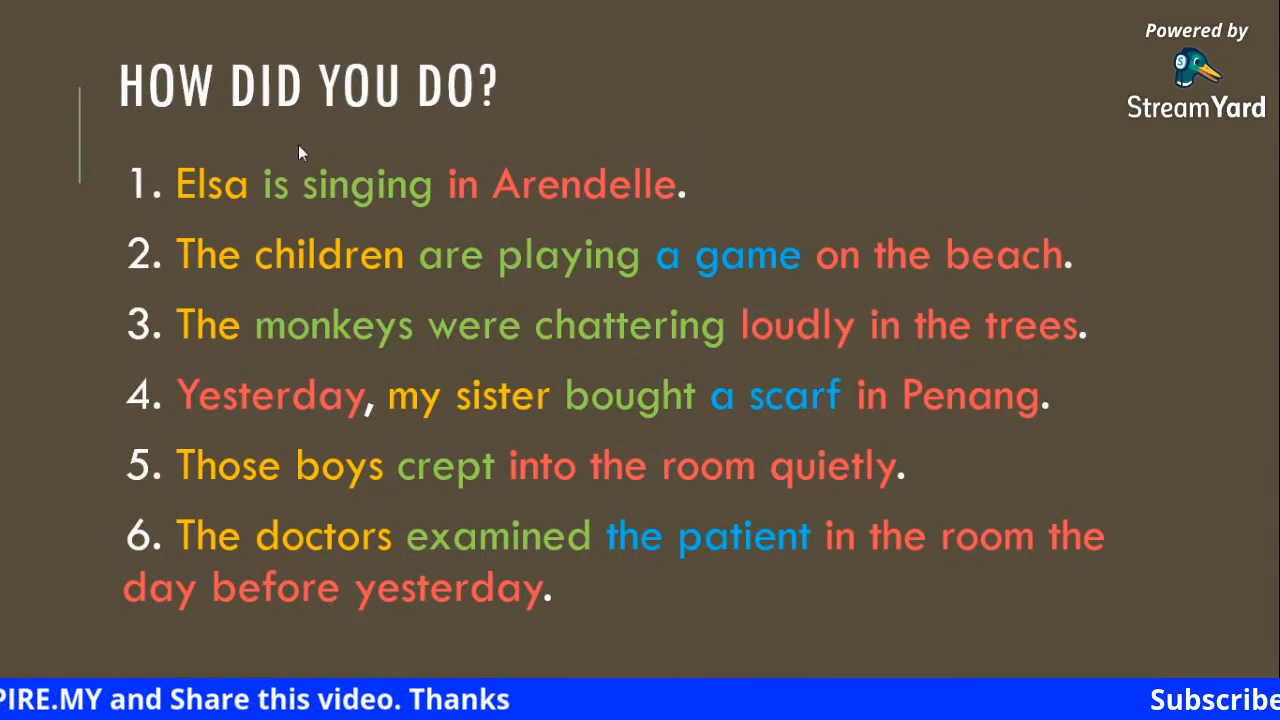 Powered by
StreamYard
HOW DID YOU DO?
1. Elsa is singing in Arendelle.
2. The children are playing a game on the beach.
3. The monkeys were chattering loudly in the trees.
4. Yesterday, my sister bought a scarf in Penang.
5. Those boys crept into the room quietly.
6. The doctors examined the patient in the room the
day before yesterday.
PIRE.MY and Share this video. Thanks Subscribe